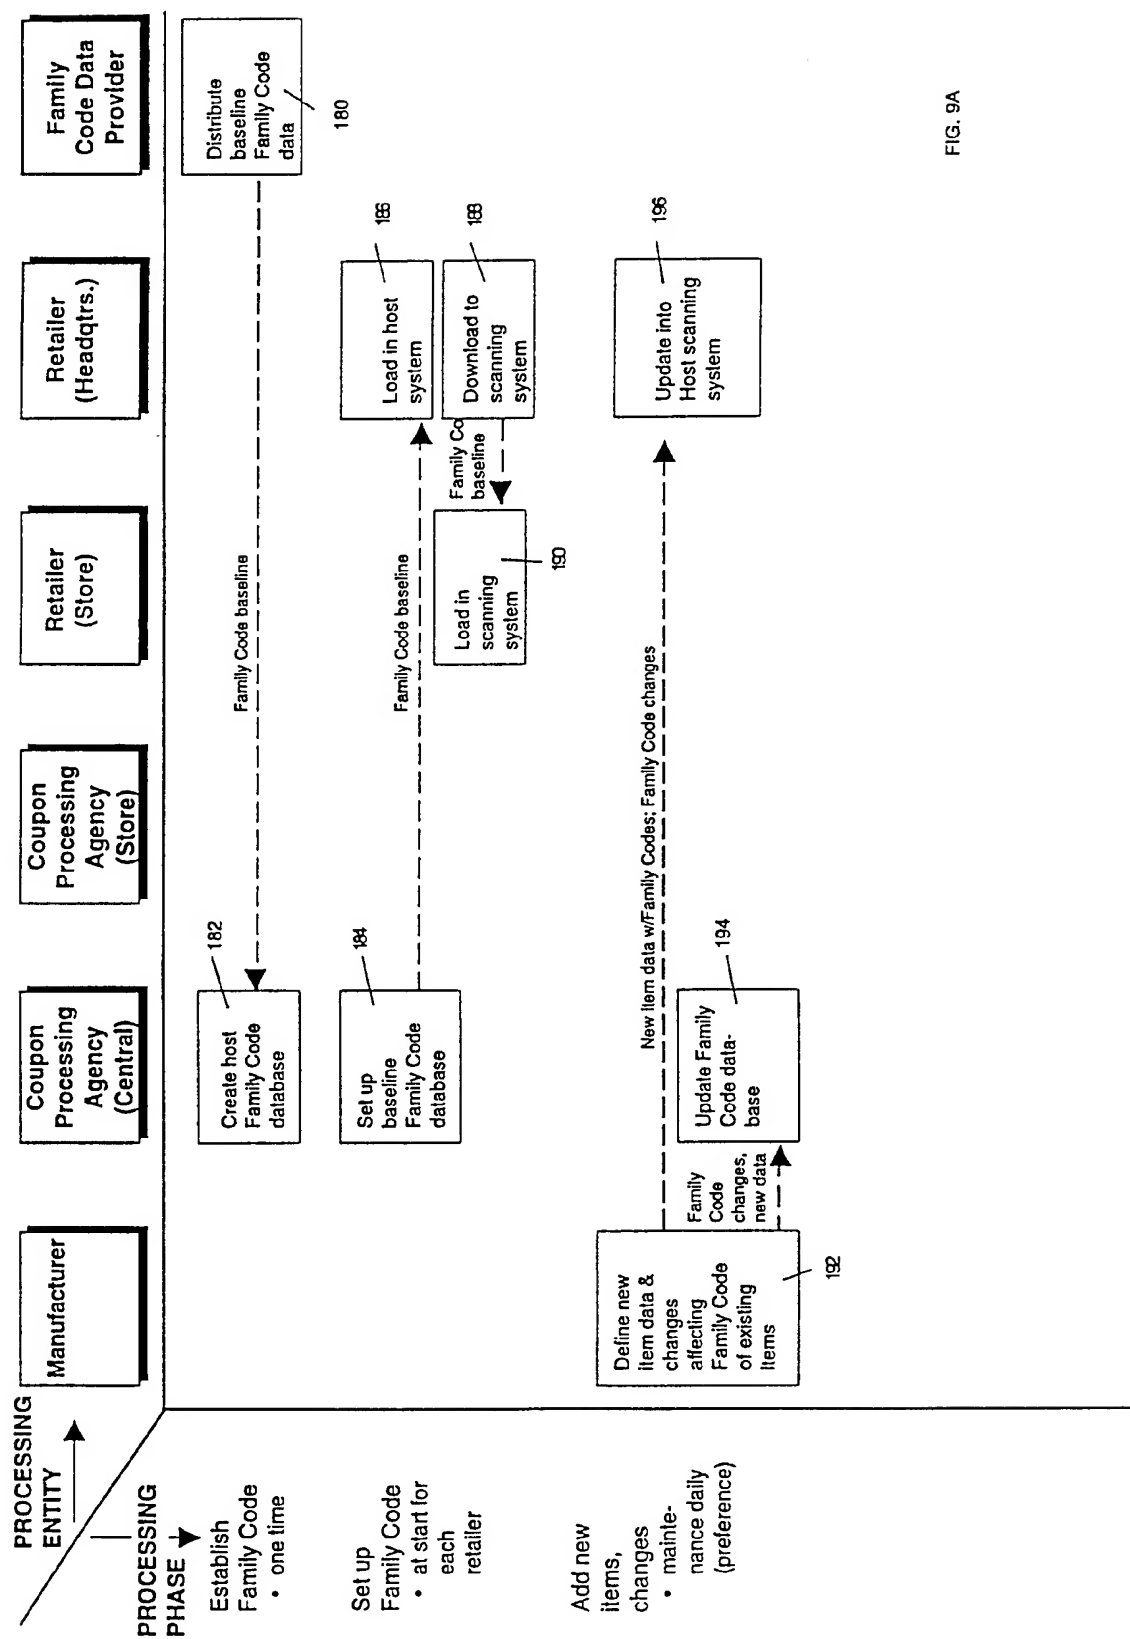 PROCESSING
ENTITY
PROCESSING
PHASE
Manufacturer
Coupon
Processing
Agency
(Central)
Coupon
Processing
Agency
(Store)
Retailer
(Store)
Retailer
(Headqtrs.)
Family
Code Data
Provider
Establish
Family Code
• one time
Create host
Family Code
database
182
Family Code baseline
Distribute
baseline
Family Code
data
180
Set up
Family Code
• at start for
each
retailer
Set up
baseline
Family Code
database
184
Family Code baseline
Load in host
system
186
Load in
scanning
system
190
Family Co
baseline
Download to
scanning
system
188
Add new
items,
changes
• mainte-
nance daily
(preference)
Define new
item data &
changes
affecting
Family Code
of existing
items
192
Family
Code
changes,
new data
Update Family
Code data-
base
194
New item data w/Family Codes; Family Code changes
Update into
Host scanning
system
196
FIG. 9A